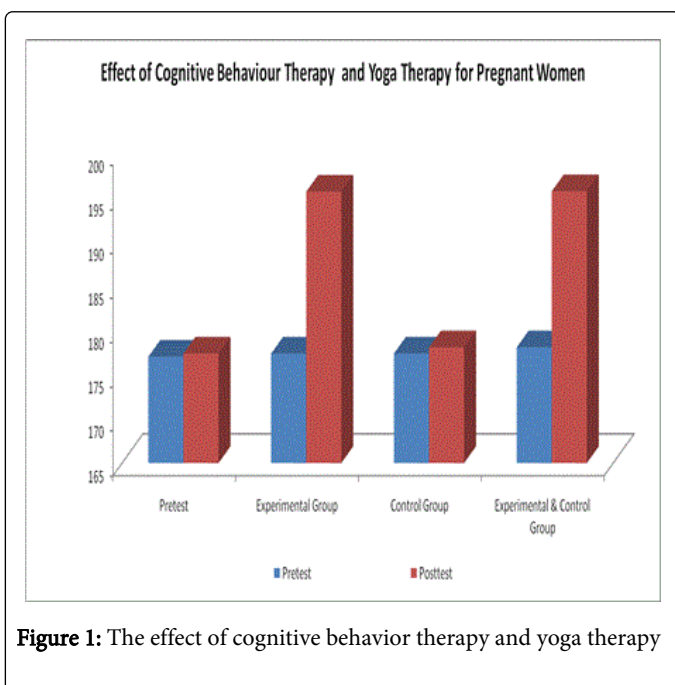 Effect of Cognitive Behaviour Therapy and Yoga Therapy for Pregnant Women
200
195
190
185
180
175
170
165
Pretest Experimental Group Control Group Experimental & Control
Group
Pretest Posttest
Figure 1: The effect of cognitive behavior therapy and yoga therapy